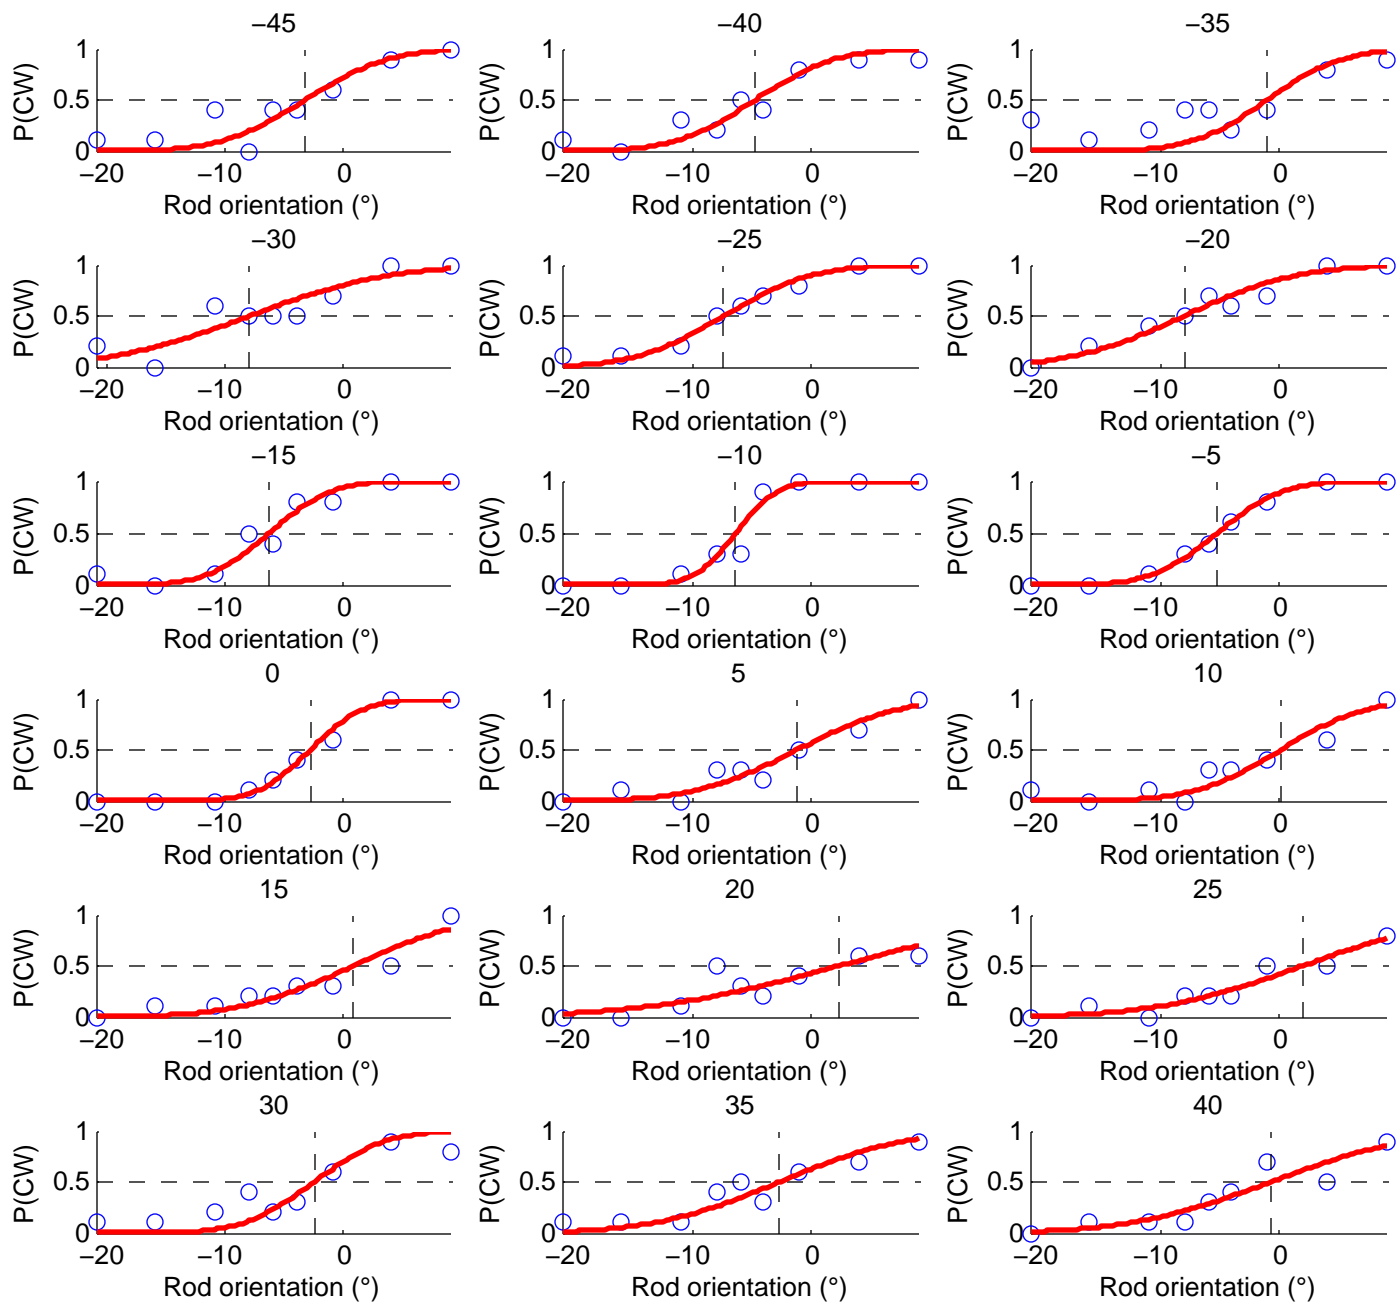 −45 −40 −35
1 1 1
P(CW) 0.5 P(CW) 0.5 P(CW) 0.5
0 0 0
−20 −10 0 −20 −10 0 −20 −10 0
Rod orientation (°) Rod orientation (°) Rod orientation (°)
−30 −25 −20
1 1 1
P(CW) 0.5 P(CW) 0.5 P(CW) 0.5
0 0 0
−20 −10 0 −20 −10 0 −20 −10 0
Rod orientation (°) Rod orientation (°) Rod orientation (°)
−15 −10 −5
1 1 1
P(CW) 0.5 P(CW) 0.5 P(CW) 0.5
0 0 0
−20 −10 0 −20 −10 0 −20 −10 0
Rod orientation (°) Rod orientation (°) Rod orientation (°)
0 5 10
1 1 1
P(CW) 0.5 P(CW) 0.5 P(CW) 0.5
0 0 0
−20 −10 0 −20 −10 0 −20 −10 0
Rod orientation (°) Rod orientation (°) Rod orientation (°)
15 20 25
1 1 1
P(CW) 0.5 P(CW) 0.5 P(CW) 0.5
0 0 0
−20 −10 0 −20 −10 0 −20 −10 0
Rod orientation (°) Rod orientation (°) Rod orientation (°)
30 35 40
1 1 1
P(CW) 0.5 P(CW) 0.5 P(CW) 0.5
0 0 0
−20 −10 0 −20 −10 0 −20 −10 0
Rod orientation (°) Rod orientation (°) Rod orientation (°)